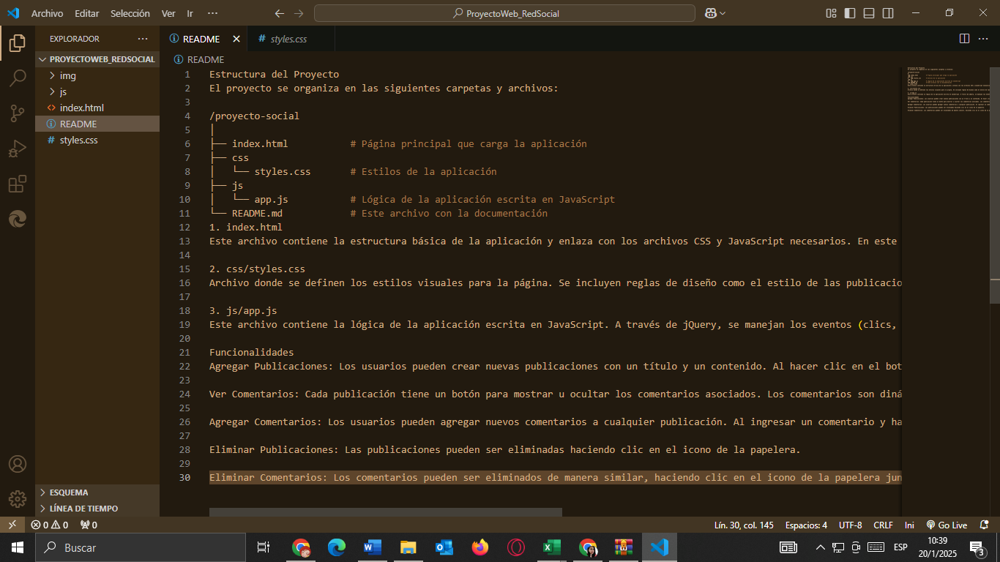 Archivo Editar Selección Ver Ir ··· ProyectoWeb_RedSocial
EXPLORADOR ···
README
# styles.css
···
PROYECTOWEB_REDSOCIAL
README
img
js
<> index.html
README
# styles.css
1 Estructura del Proyecto
2 El proyecto se organiza en las siguientes carpetas y archivos:
3
4 /proyecto-social
5 │
6 ├── index.html # Página principal que carga la aplicación
7 ├── css
8 │ └── styles.css # Estilos de la aplicación
9 ├── js
10 │ └── app.js # Lógica de la aplicación escrita en JavaScript
11 └── README.md # Este archivo con la documentación
12 1. index.html
13 Este archivo contiene la estructura básica de la aplicación y enlaza con los archivos CSS y JavaScript necesarios. En este
14
15 2. css/styles.css
16 Archivo donde se definen los estilos visuales para la página. Se incluyen reglas de diseño como el estilo de las publicacio
17
18 3. js/app.js
19 Este archivo contiene la lógica de la aplicación escrita en JavaScript. A través de jQuery, se manejan los eventos (clics,
20
21 Funcionalidades
22 Agregar Publicaciones: Los usuarios pueden crear nuevas publicaciones con un título y un contenido. Al hacer clic en el bot
23
24 Ver Comentarios: Cada publicación tiene un botón para mostrar u ocultar los comentarios asociados. Los comentarios son diná
25
26 Agregar Comentarios: Los usuarios pueden agregar nuevos comentarios a cualquier publicación. Al ingresar un comentario y ha
27
28 Eliminar Publicaciones: Las publicaciones pueden ser eliminadas haciendo clic en el icono de la papelera.
29
30 Eliminar Comentarios: Los comentarios pueden ser eliminados de manera similar, haciendo clic en el icono de la papelera jun
ESQUEMA
LÍNEA DE TIEMPO
0 0 0 Lín. 30, col. 145 Espacios: 4 UTF-8 CRLF Ini Go Live
Buscar
ESP
10:39
20/1/2025
3